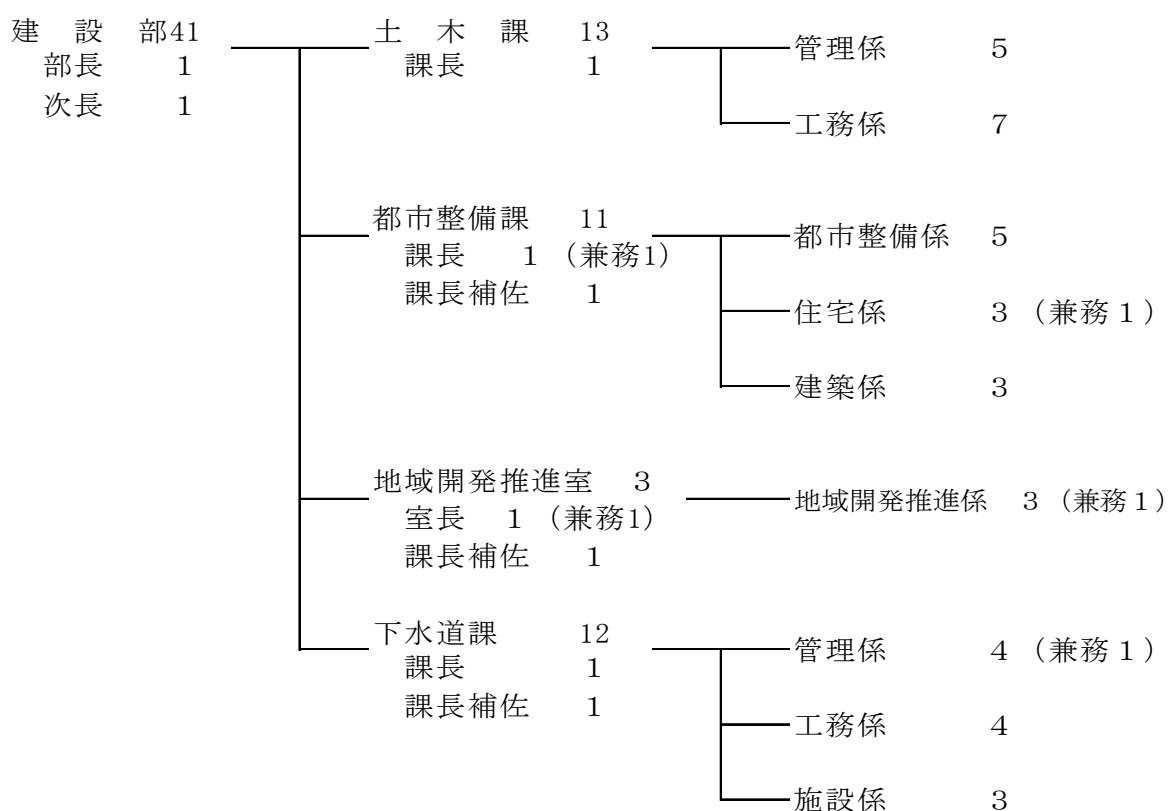 建設部41
部長 1
次長 1
土木課 13
課長 1
管理係 5
工務係 7
都市整備課 11
課長 1 (兼務1)
課長補佐 1
都市整備係 5
住宅係 3 (兼務1)
建築係 3
地域開発推進室 3
室長 1 (兼務1)
課長補佐 1
地域開発推進係 3 (兼務1)
下水道課 12
課長 1
課長補佐 1
管理係 4 (兼務1)
工務係 4
施設係 3